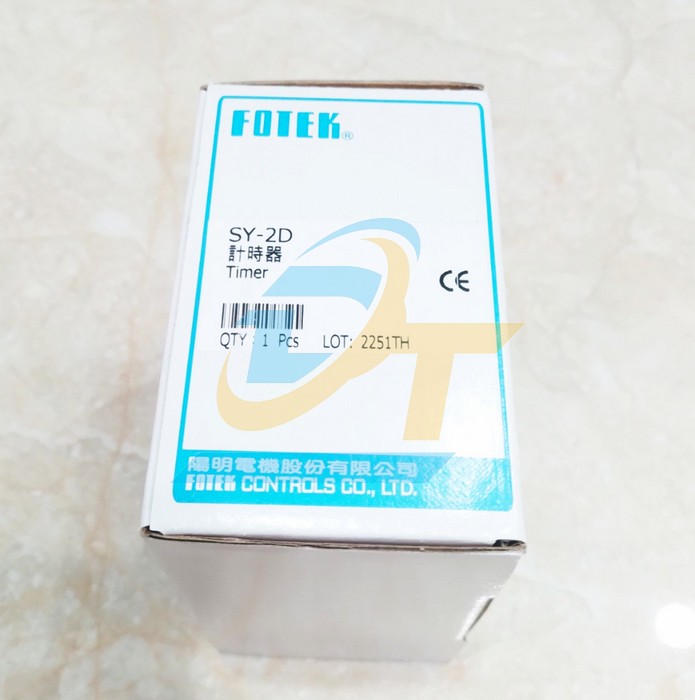 FOTEK®
SY-2D
計時器
Timer
CE
QTY : 1 Pcs LOT: 2251TH
陽明電機股份有限公司
FOTEK CONTROLS CO., LTD.
DT